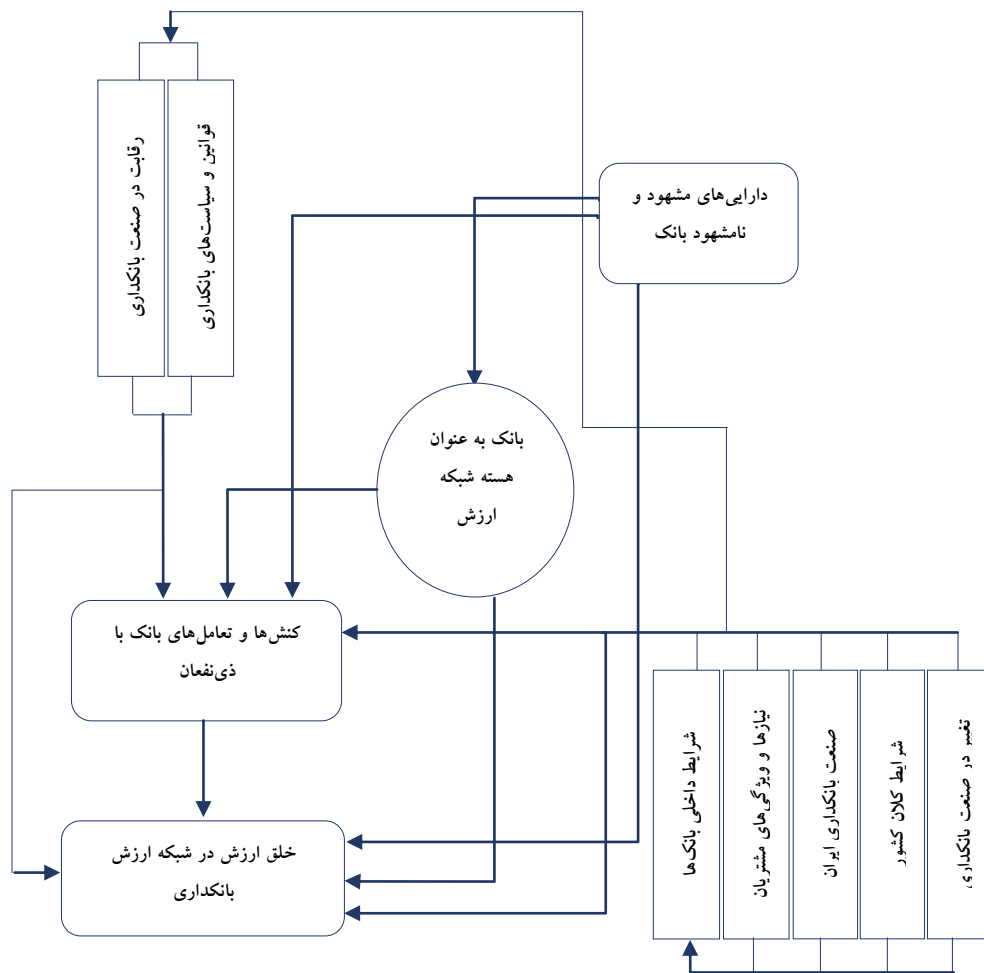 قوانین و سیاست‌های بانکداری
رقابت در صنعت بانکداری
دارایی‌های مشهود و
نامشهود بانک
بانک به عنوان
هسته شبکه
ارزش
کنش‌ها و تعامل‌های بانک با
ذی‌نفعان
تغییر در صنعت بانکداری
شرایط کلان کشور
صنعت بانکداری ایران
نیازها و ویژگی‌های مشتریان
شرایط داخلی بانک‌ها
خلق ارزش در شبکه ارزش
بانکداری